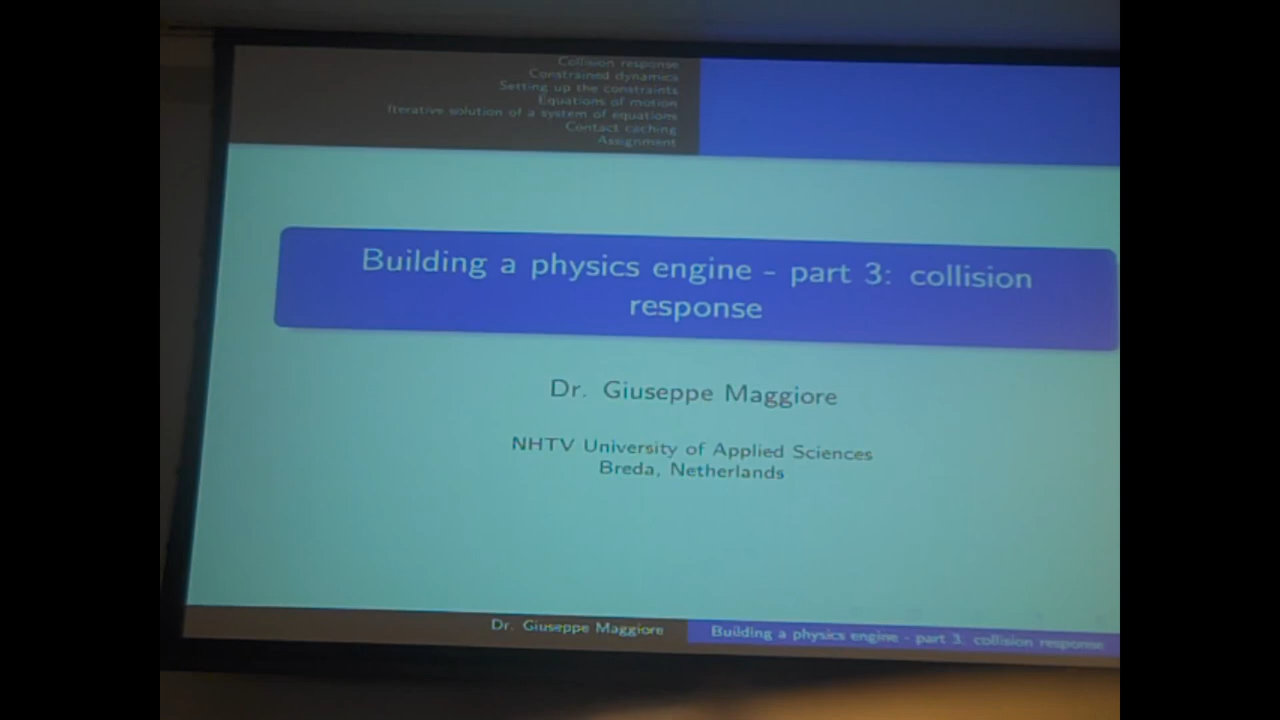 Collision response
Constrained dynamics
Setting up the constraints
Equations of motion
Iterative solution of a system of equations
Contact caching
Assignment
Building a physics engine - part 3: collision
response
Dr. Giuseppe Maggiore
NHTV University of Applied Sciences
Breda, Netherlands
Dr. Giuseppe Maggiore
Building a physics engine - part 3: collision response